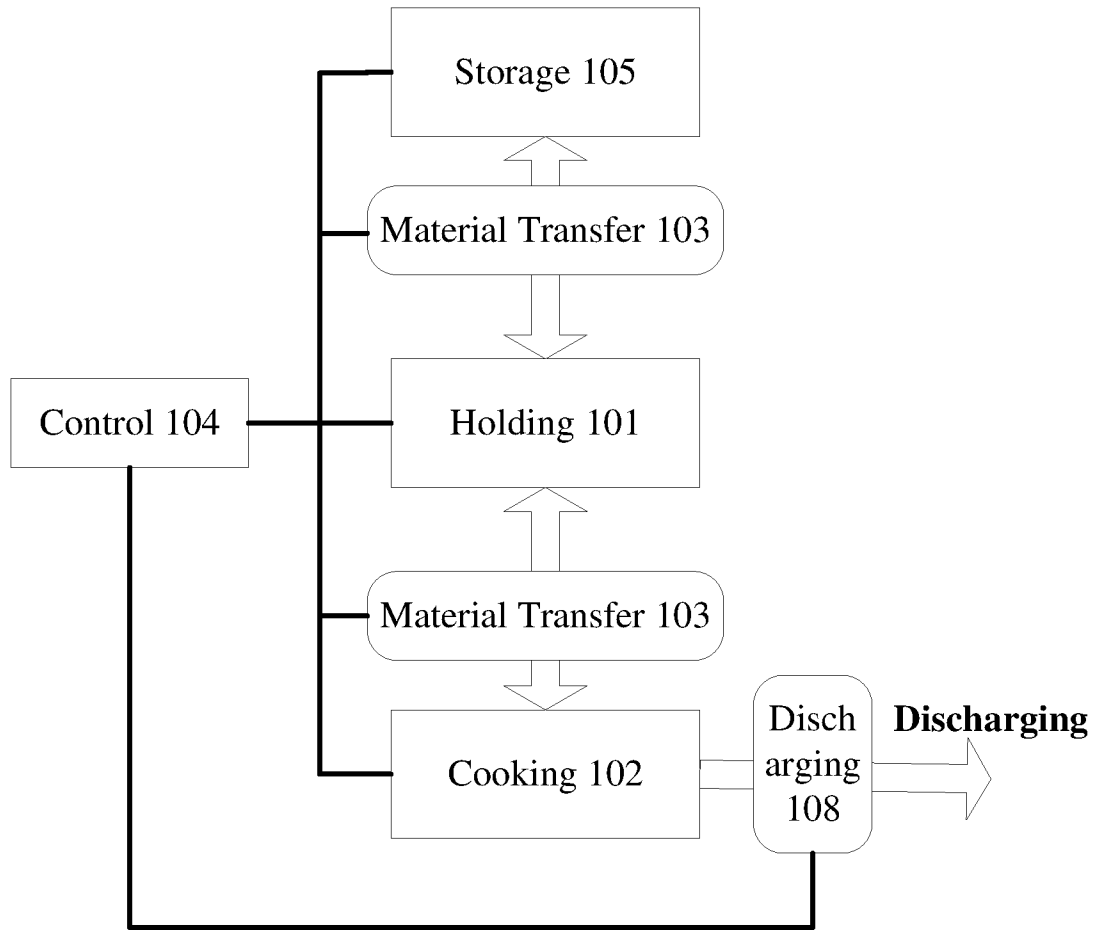 Storage 105
Material Transfer 103
Control 104
Holding 101
Material Transfer 103
Cooking 102
Disch
arging
108
Discharging